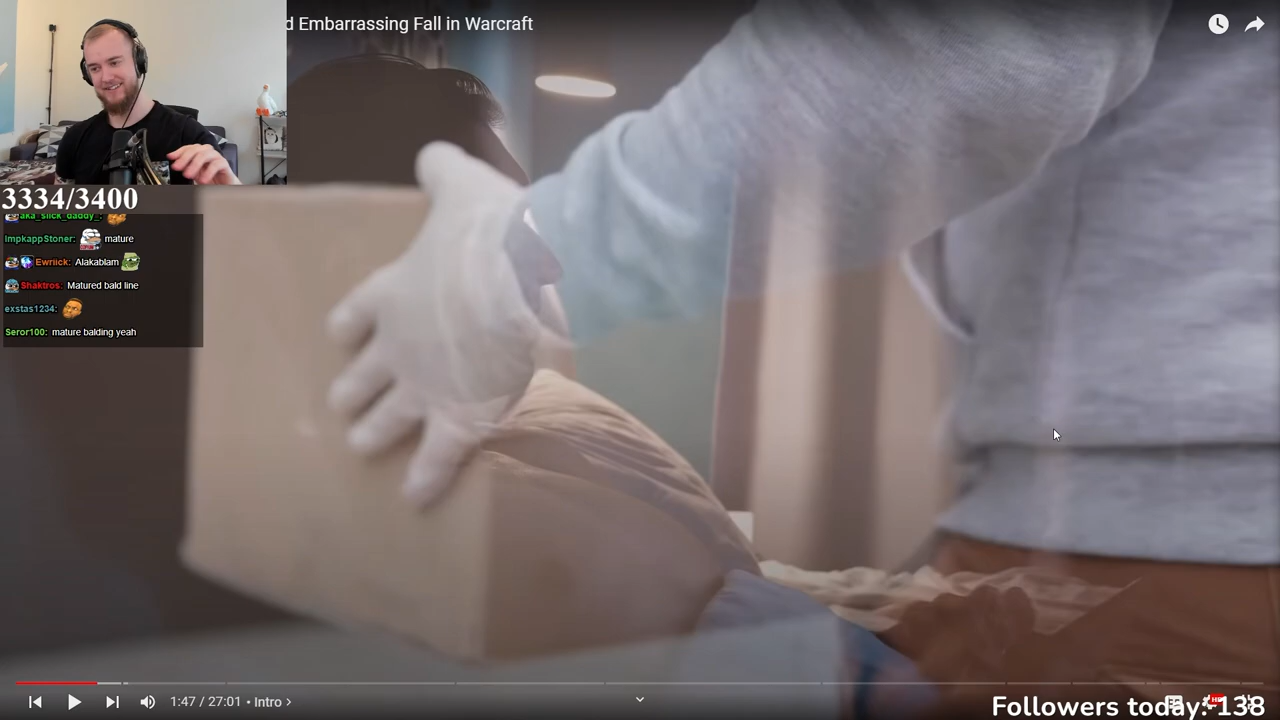 d Embarrassing Fall in Warcraft
3334/3400
aka_slick_daddy_:
ImpkappStoner: mature
Ewriick: Alakablam
Shaktros: Matured bald line
exstas1234:
Seror100: mature balding yeah
1:47 / 27:01 • Intro >
Followers today: 138